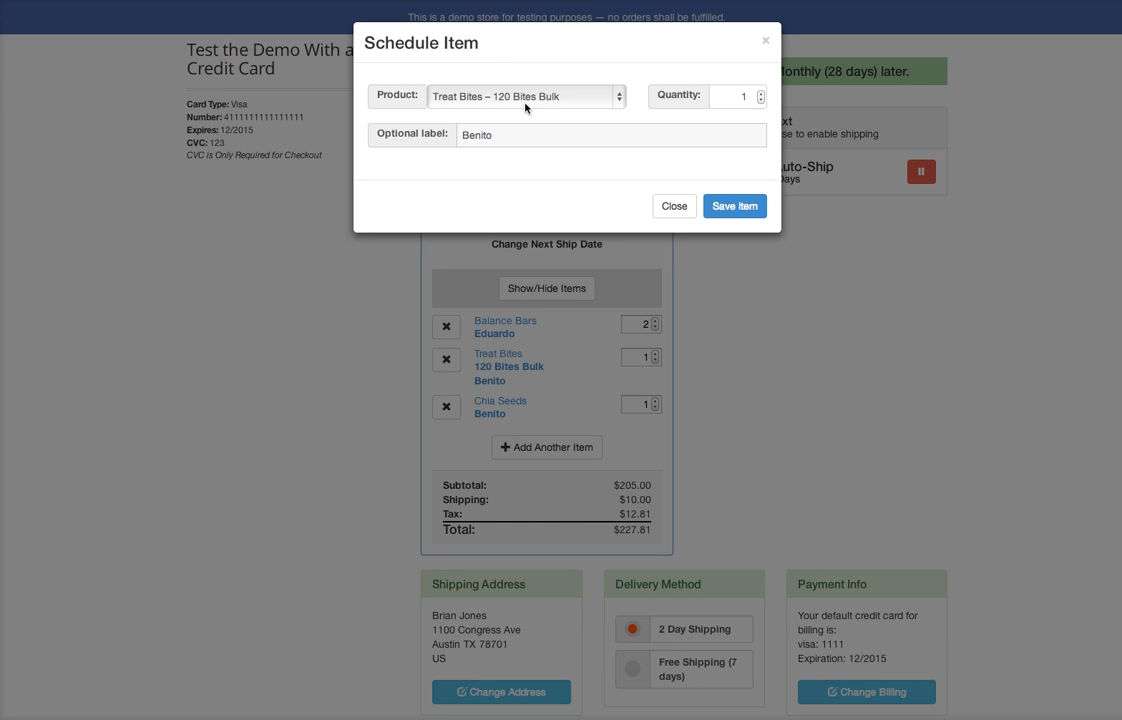 This is a demo store for testing purposes — no orders shall be fulfilled.
Test the Demo With a
Credit Card
Card Type: Visa
Number: 4111111111111111
Expires: 12/2015
CVC: 123
CVC is Only Required for Checkout
Schedule Item
×
Product: Treat Bites – 120 Bites Bulk Quantity: 1
Optional label: Benito
Close Save Item
Monthly (28 days) later.
Change Next Ship Date
Show/Hide Items
Balance Bars 2
Eduardo
Treat Bites 1
120 Bites Bulk
Benito
Chia Seeds 1
Benito
Add Another Item
Subtotal: $205.00
Shipping: $10.00
Tax: $12.81
Total: $227.81
Shipping Address
Brian Jones
1100 Congress Ave
Austin TX 78701
US
Change Address
Delivery Method
2 Day Shipping
Free Shipping (7
days)
Payment Info
Your default credit card for
billing is:
visa: 1111
Expiration: 12/2015
Change Billing
to enable shipping